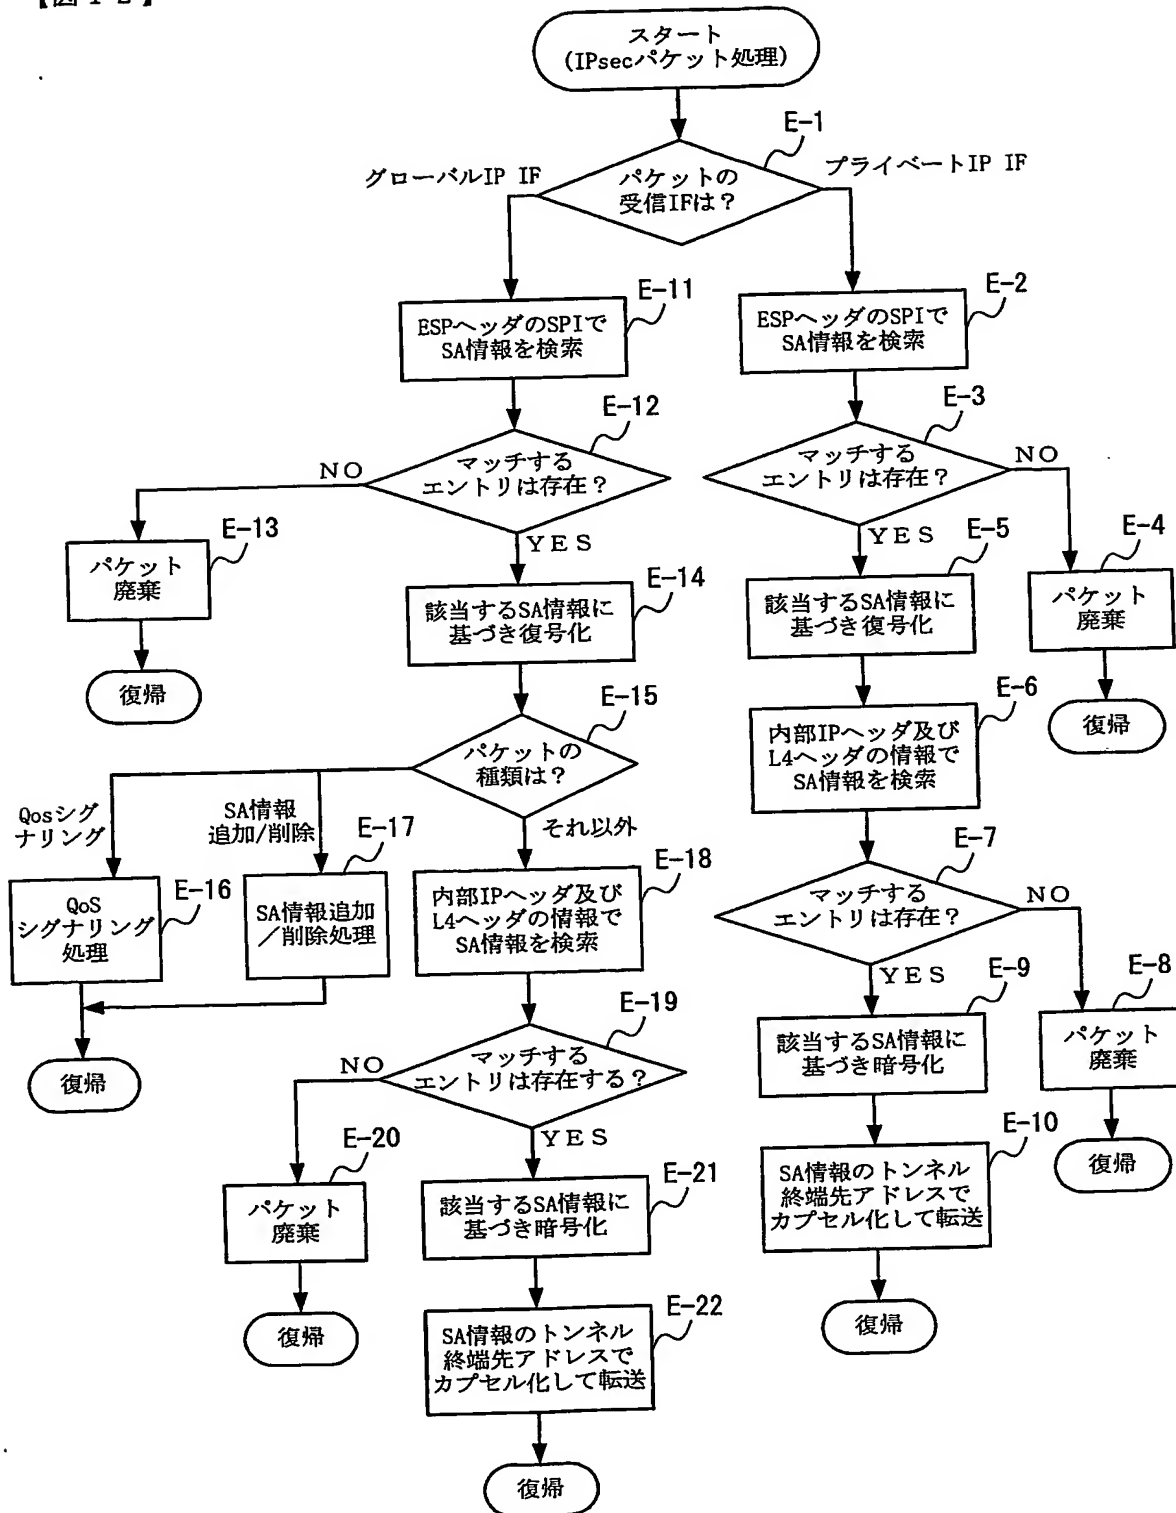 【図12】
スタート
(IPsecパケット処理)
E-1
グローバルIP IF
プライベートIP IF
パケットの
受信IFは？
E-11
ESPヘッダのSPIで
SA情報を検索
E-2
ESPヘッダのSPIで
SA情報を検索
E-12
マッチする
エントリは存在？
NO
YES
E-3
マッチする
エントリは存在？
NO
YES
E-13
パケット
廃棄
復帰
E-14
該当するSA情報に
基づき復号化
E-5
該当するSA情報に
基づき復号化
E-4
パケット
廃棄
復帰
E-15
パケットの
種類は？
Qosシグ
ナリング
SA情報
追加/削除
それ以外
E-6
内部IPヘッダ及び
L4ヘッダの情報で
SA情報を検索
E-16
QoS
シグナリング
処理
E-17
SA情報追加
／削除処理
復帰
E-18
内部IPヘッダ及び
L4ヘッダの情報で
SA情報を検索
E-7
マッチする
エントリは存在？
NO
YES
E-8
パケット
廃棄
復帰
E-9
該当するSA情報に
基づき暗号化
E-19
マッチする
エントリは存在する？
NO
YES
E-10
SA情報のトンネル
終端先アドレスで
カプセル化して転送
復帰
E-20
パケット
廃棄
復帰
E-21
該当するSA情報に
基づき暗号化
E-22
SA情報のトンネル
終端先アドレスで
カプセル化して転送
復帰